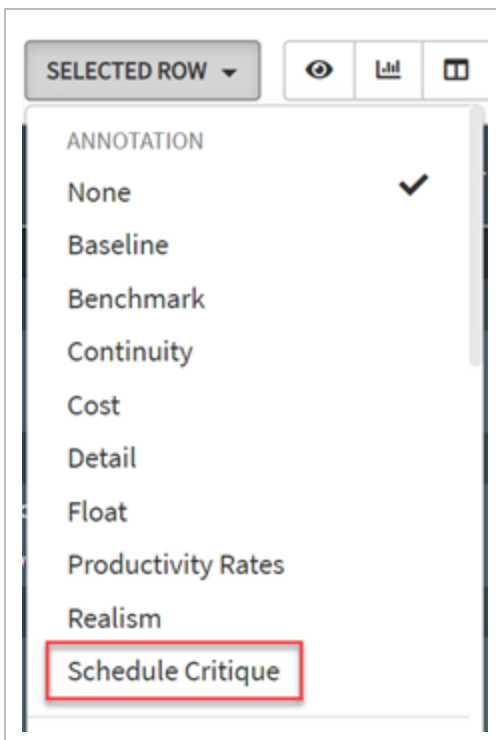 SELECTED ROW
ANNOTATION
None
Baseline
Benchmark
Continuity
Cost
Detail
Float
Productivity Rates
Realism
Schedule Critique